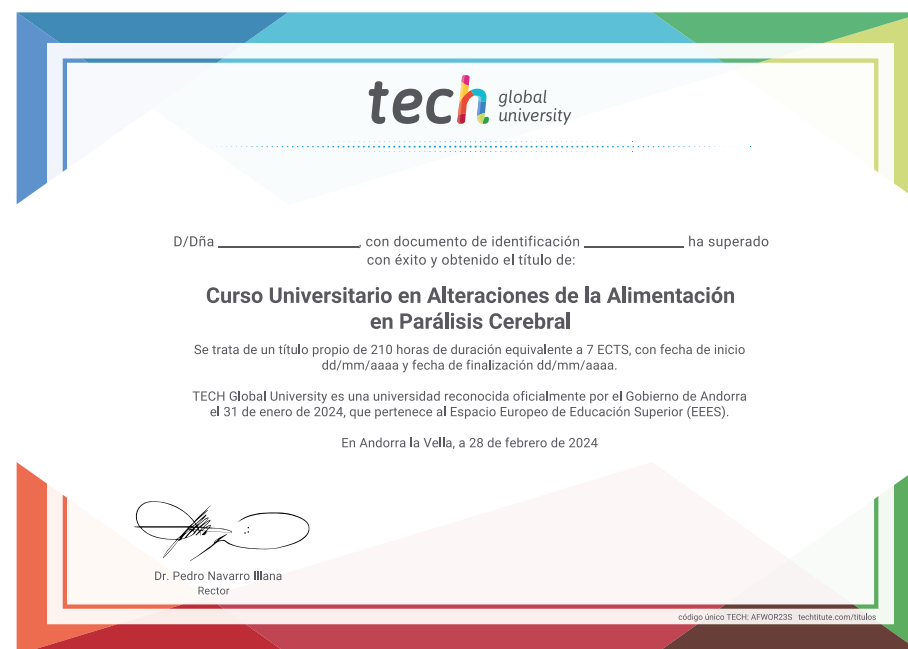 tech global
university
D/Dña ______________, con documento de identificación __________ ha superado
con éxito y obtenido el título de:
Curso Universitario en Alteraciones de la Alimentación
en Parálisis Cerebral
Se trata de un título propio de 210 horas de duración equivalente a 7 ECTS, con fecha de inicio
dd/mm/aaaa y fecha de finalización dd/mm/aaaa.
TECH Global University es una universidad reconocida oficialmente por el Gobierno de Andorra
el 31 de enero de 2024, que pertenece al Espacio Europeo de Educación Superior (EEES).
En Andorra la Vella, a 28 de febrero de 2024
Dr. Pedro Navarro Illana
Rector
código único TECH: AFWOR23S techtitute.com/titulos